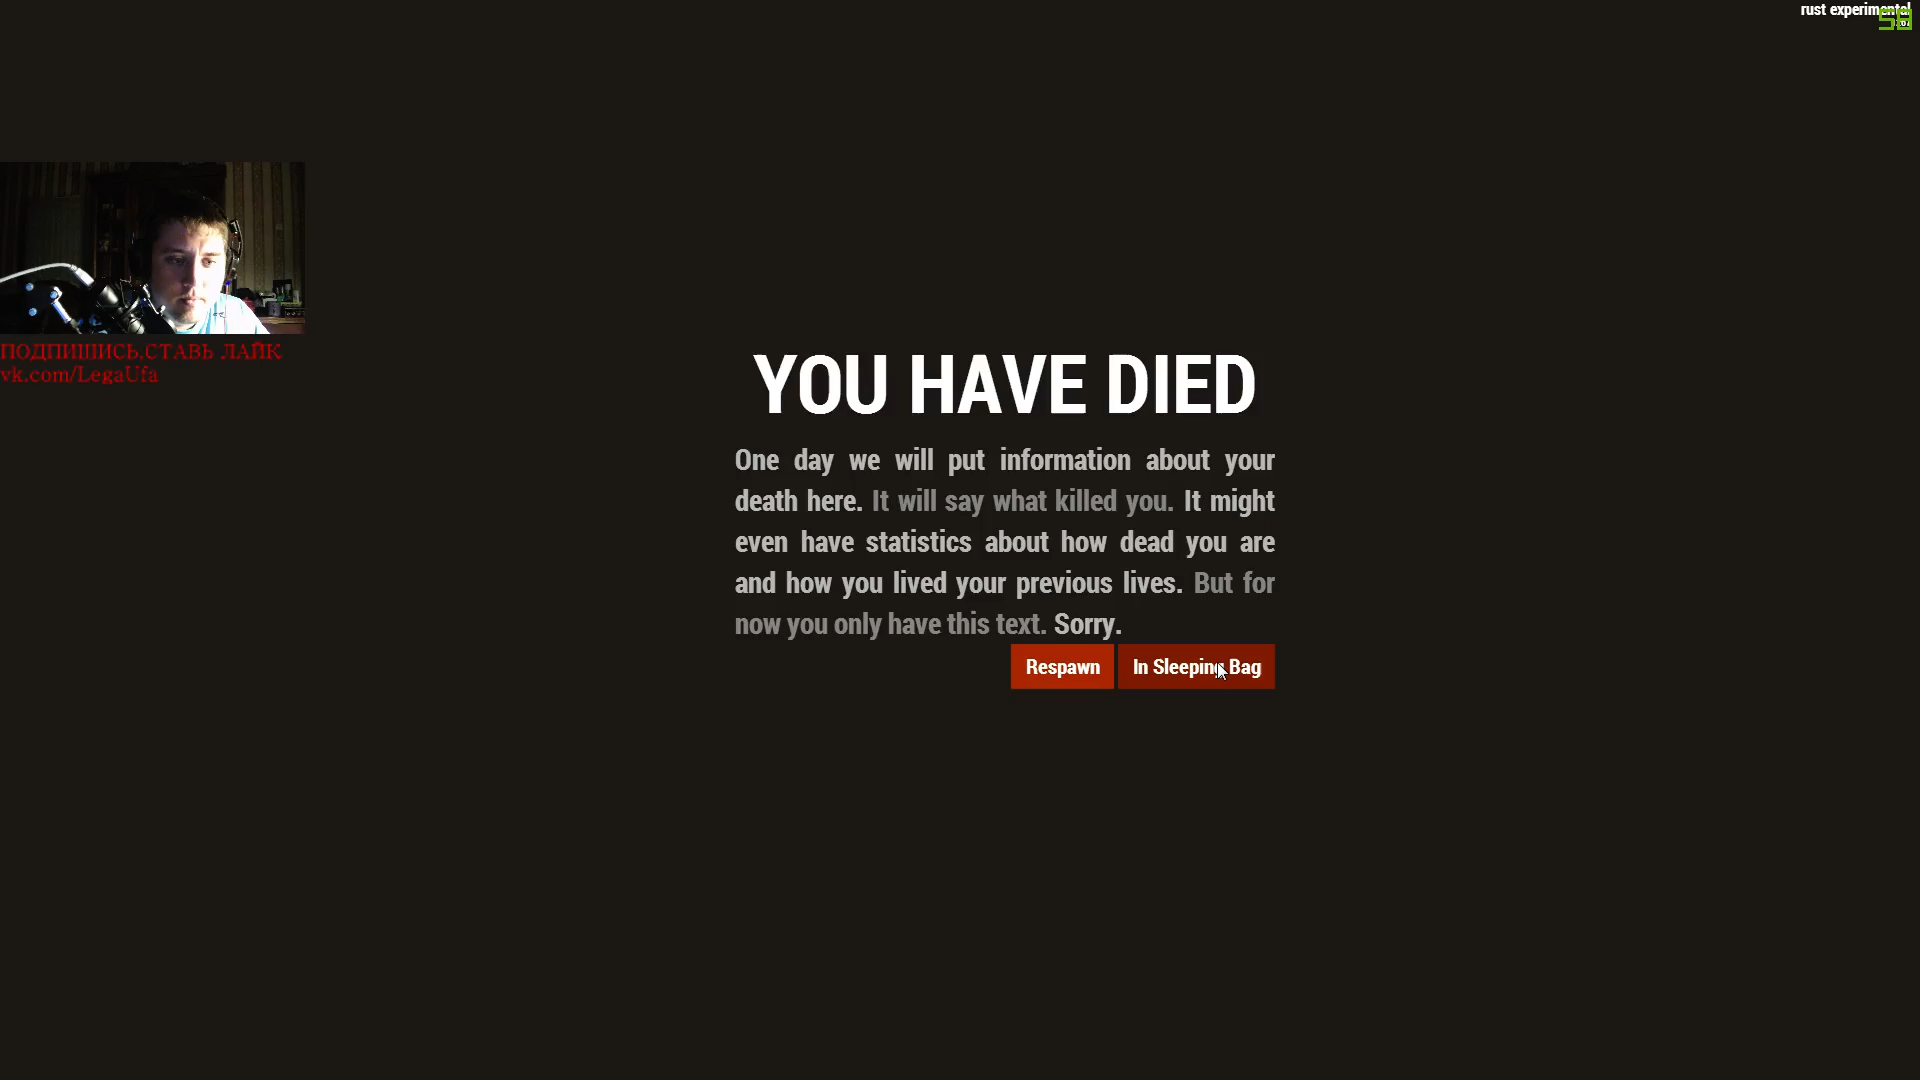 rust experimental
58
ПОДПИШИСЬ.СТАВЬ ЛАЙК
vk.com/LegaUfa
YOU HAVE DIED
One day we will put information about your
death here. It will say what killed you. It might
even have statistics about how dead you are
and how you lived your previous lives. But for
now you only have this text. Sorry.
Respawn
In Sleeping Bag